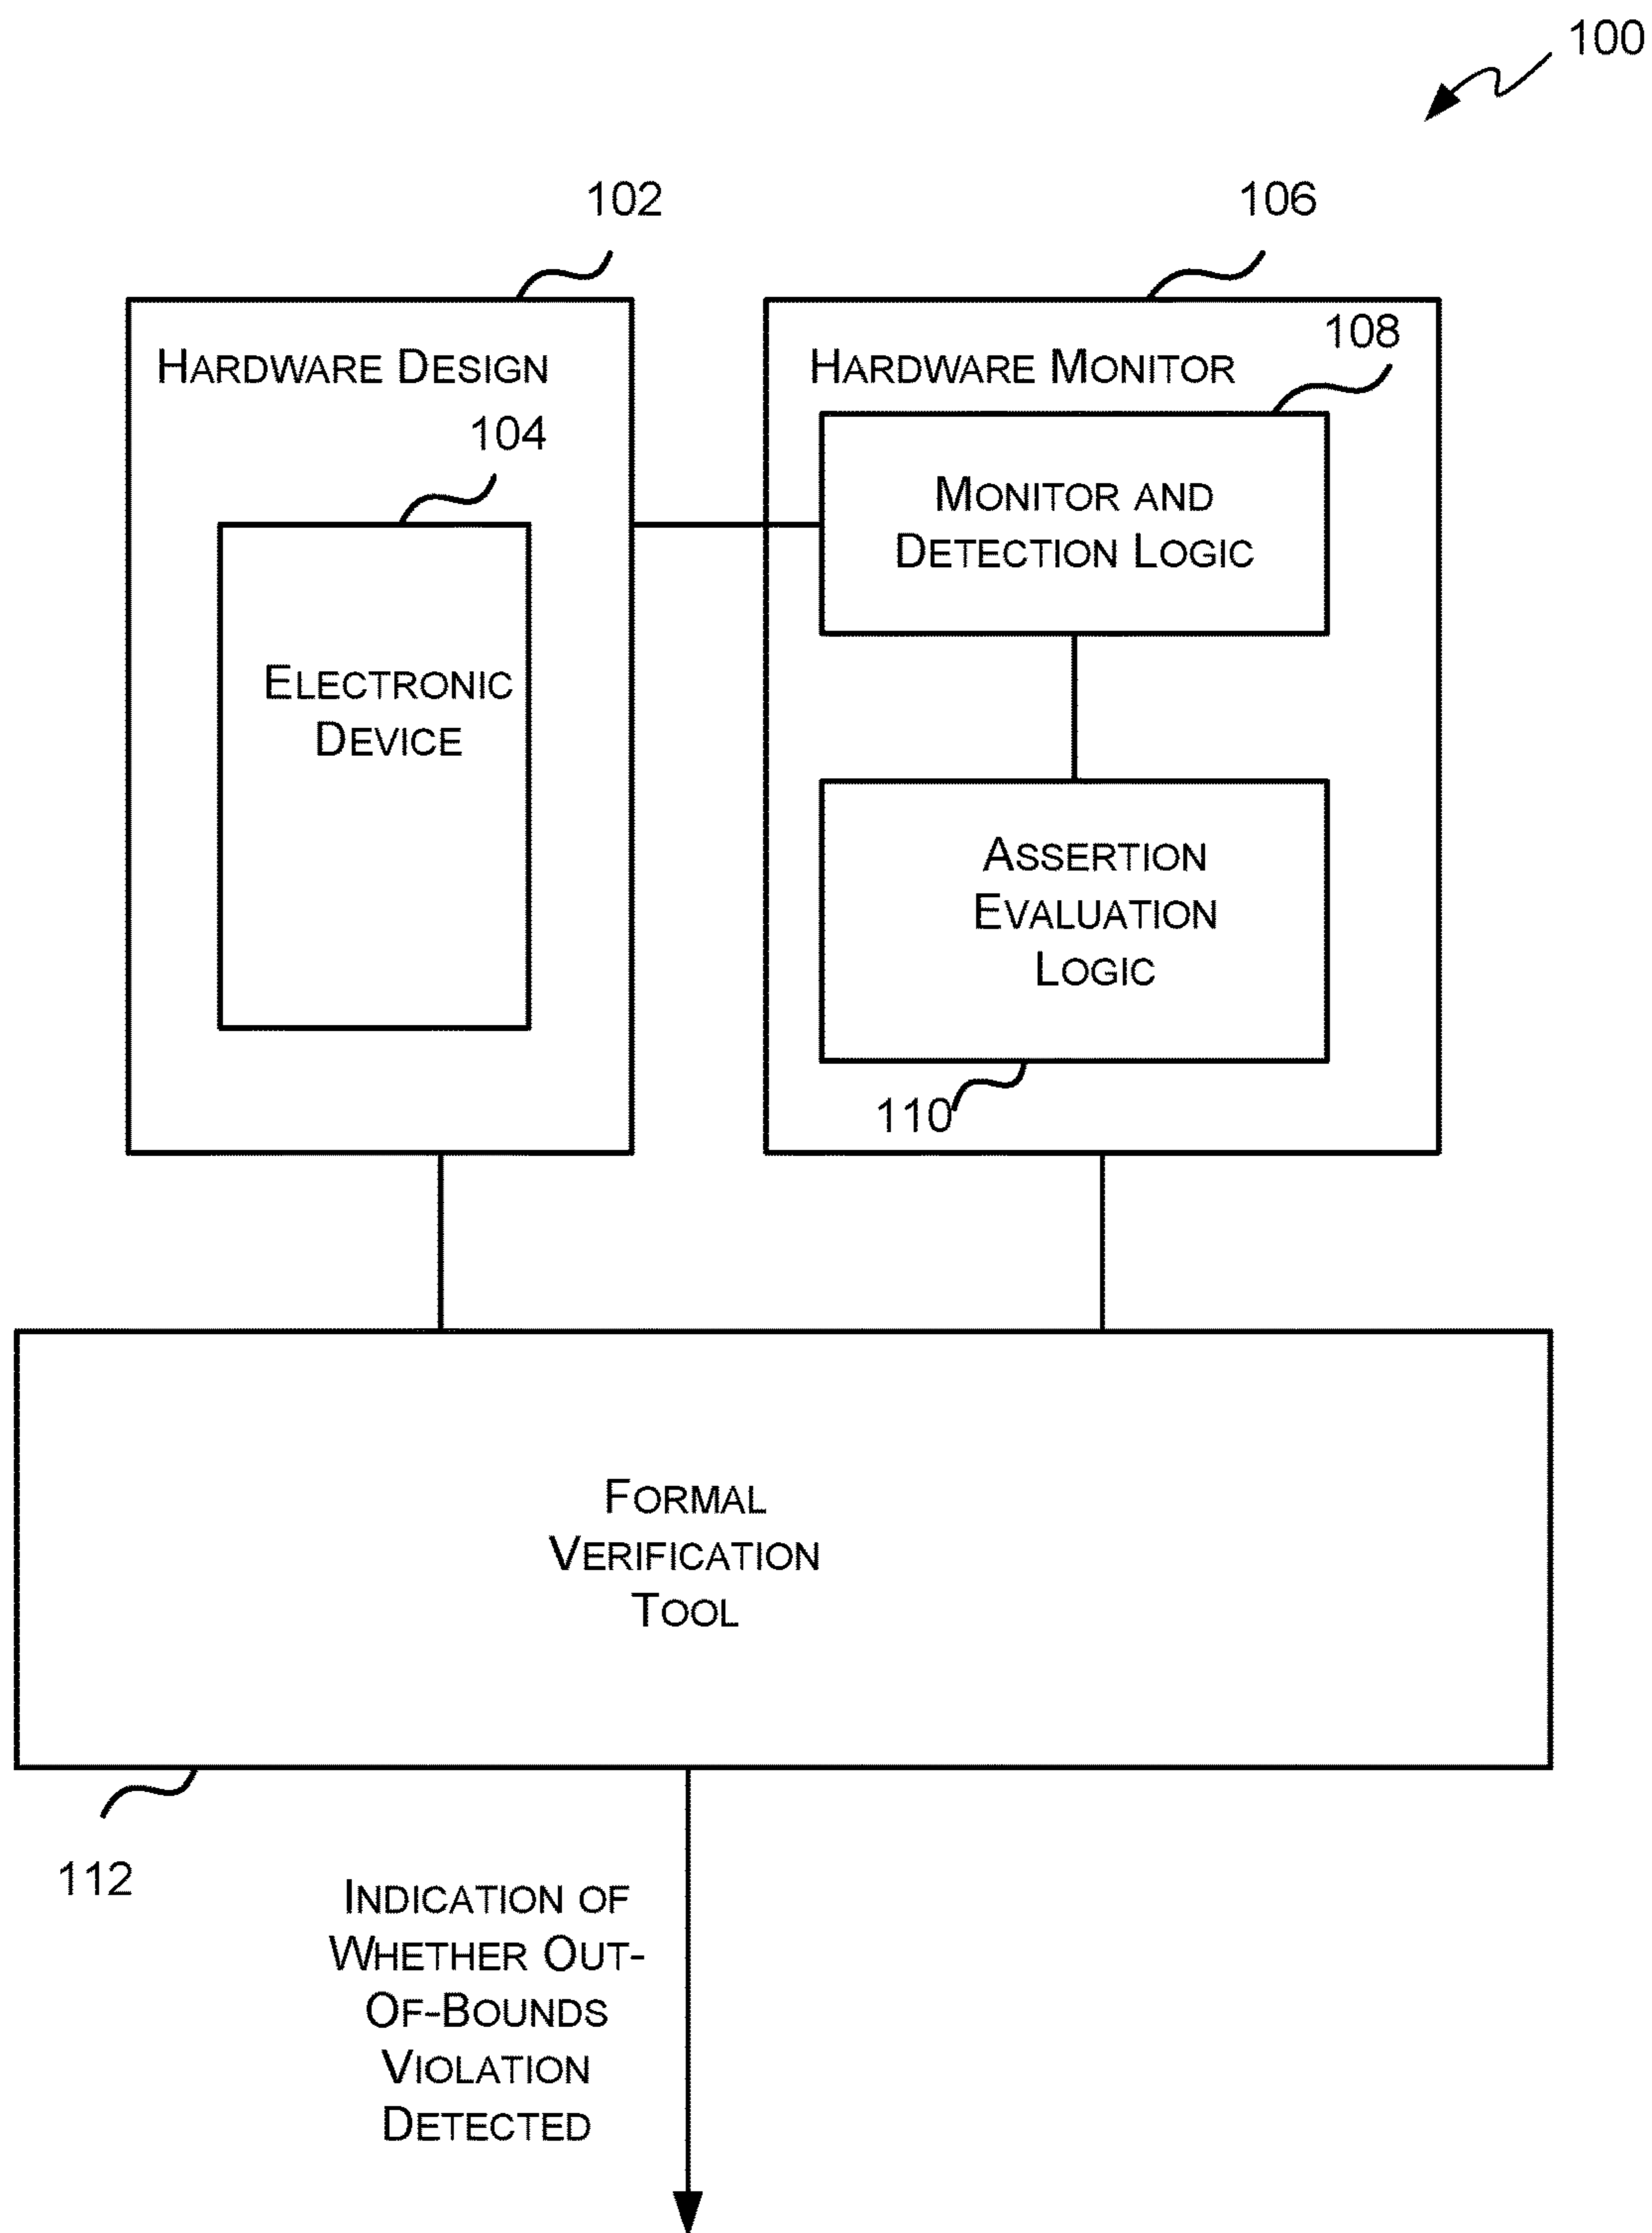 100
102
106
HARDWARE DESIGN
HARDWARE MONITOR
108
104
MONITOR AND
DETECTION LOGIC
ELECTRONIC
DEVICE
ASSERTION
EVALUATION
LOGIC
110
FORMAL
VERIFICATION
TOOL
112
INDICATION OF
WHETHER OUT-
OF-BOUNDS
VIOLATION
DETECTED